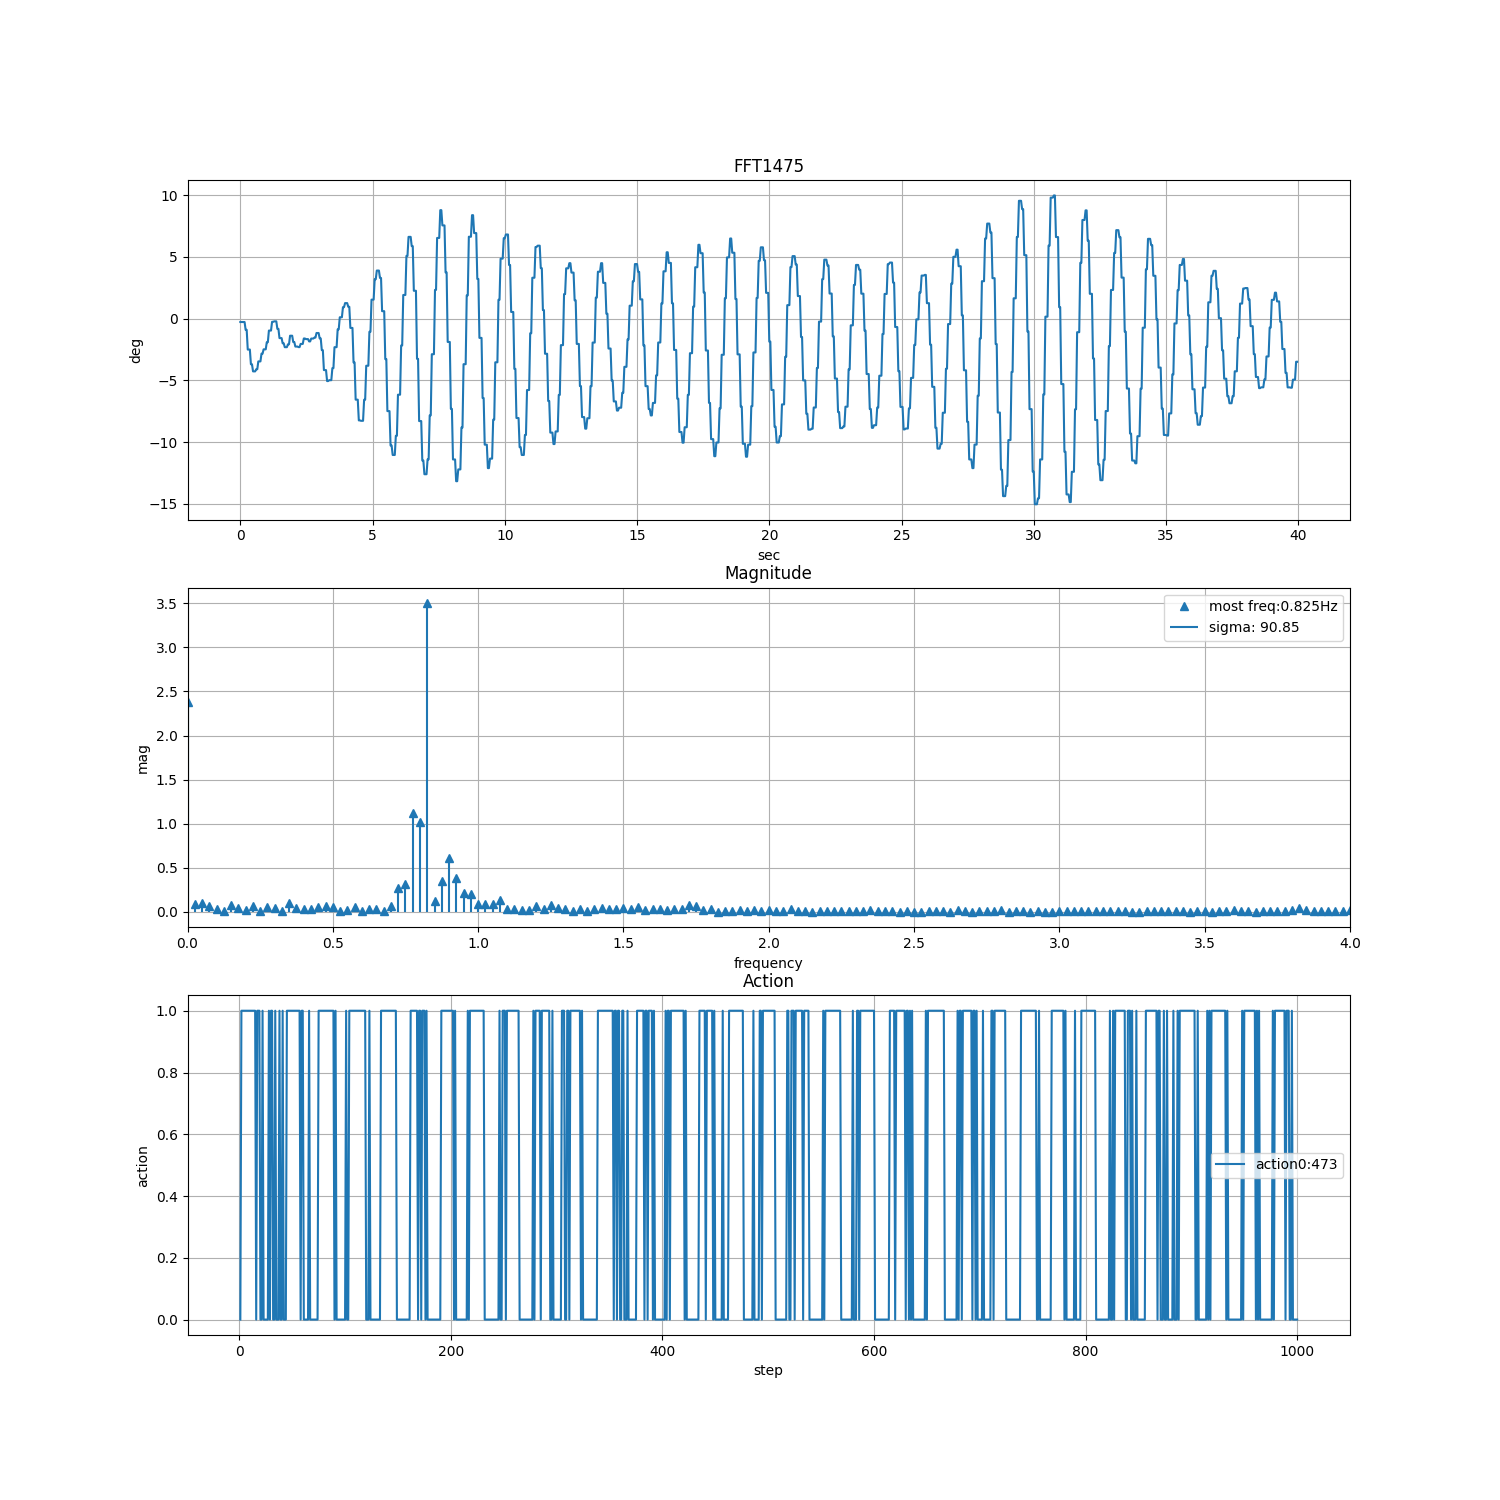 FFT1475
10
5
0
−5
−10
−15
deg
0 5 10 15 20 25 30 35 40
sec
Magnitude
most freq:0.825Hz
sigma: 90.85
3.5
3.0
2.5
2.0
1.5
1.0
0.5
0.0
mag
0.0 0.5 1.0 1.5 2.0 2.5 3.0 3.5 4.0
frequency
Action
1.0
0.8
0.6
0.4
0.2
0.0
action
action0:473
0 200 400 600 800 1000
step